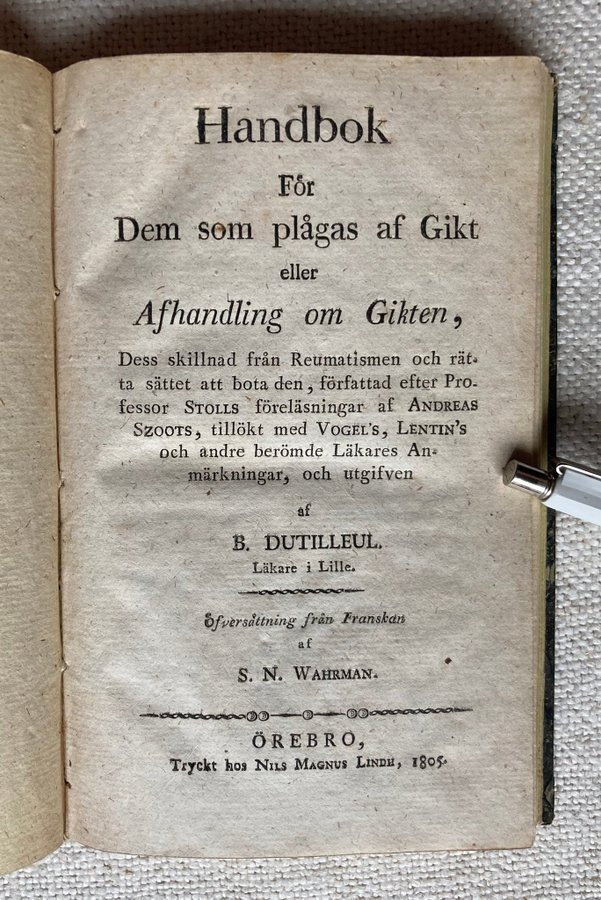 Handbok
För
Dem som plågas af Gikt
eller
Afhandling om Gikten,
Dess skillnad från Reumatismen och rät-
ta sättet att bota den, författad efter Pro-
fessor STOLLS föreläsningar af ANDREAS
SZOOTS, tillökt med VOGEL'S, LENTIN'S
och andre berömde Läkares An-
märkningar, och utgifven
af
B. DUTILLEUL.
Läkare i Lille.
Öfversättning från Franskan
af
S. N. WAHRMAN.
ÖREBRO,
Tryckt hos NILS MAGNUS LINDH, 1805.